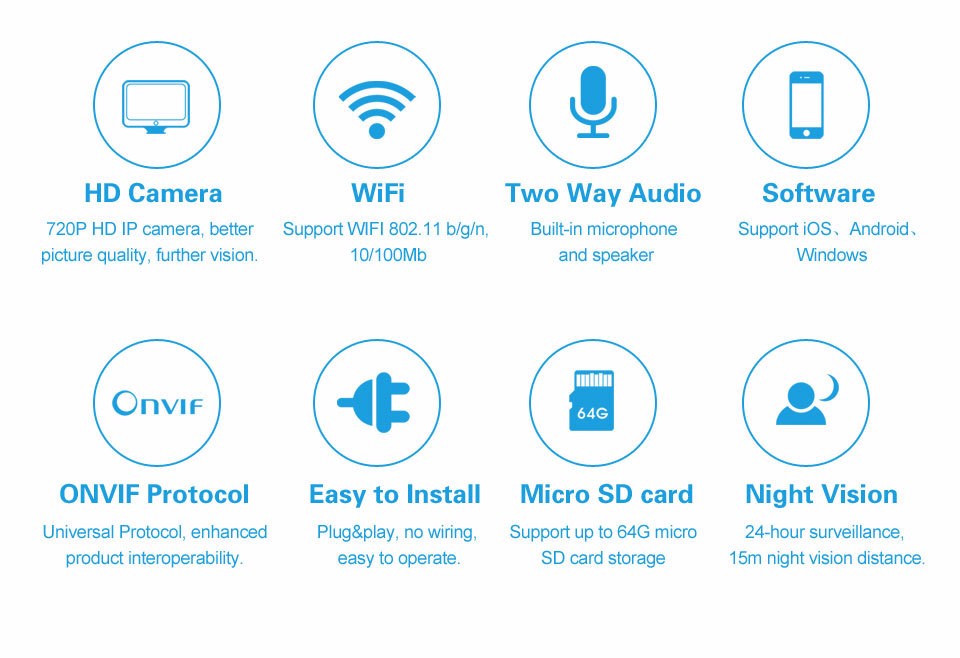 HD Camera
720P HD IP camera, better
picture quality, further vision.
WiFi
Support WIFI 802.11 b/g/n,
10/100Mb
Two Way Audio
Built-in microphone
and speaker
Software
Support iOS、Android、
Windows
ONVIF
ONVIF Protocol
Universal Protocol, enhanced
product interoperability.
Easy to Install
Plug&play, no wiring,
easy to operate.
64G
Micro SD card
Support up to 64G micro
SD card storage
Night Vision
24-hour surveillance,
15m night vision distance.